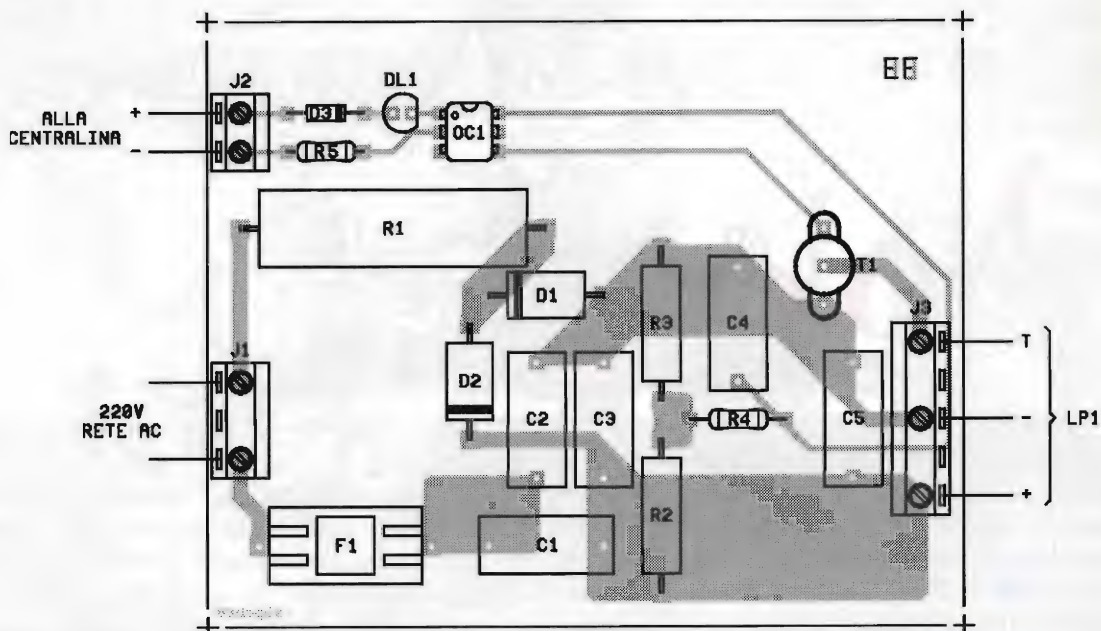 EE
J2
DL1
ALLA
CENTRALINA
+
-
D3
OC1
R5
R1
T1
D1
R3
C4
J3
J1
T
D2
220V
RETE AC
C2
C3
R4
C5
-
LP1
+
R2
F1
C1